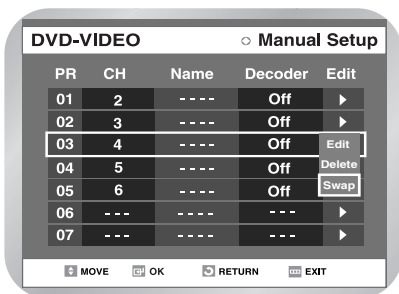 DVD-VIDEO ○ Manual Setup
PR CH Name Decoder Edit
01 2 ---- Off ►
02 3 ---- Off ►
03 4 ---- Off Edit
04 5 ---- Off Delete
05 6 ---- Off Swap
06 --- ---- --- ►
07 --- ---- --- ►
MOVE OK RETURN EXIT